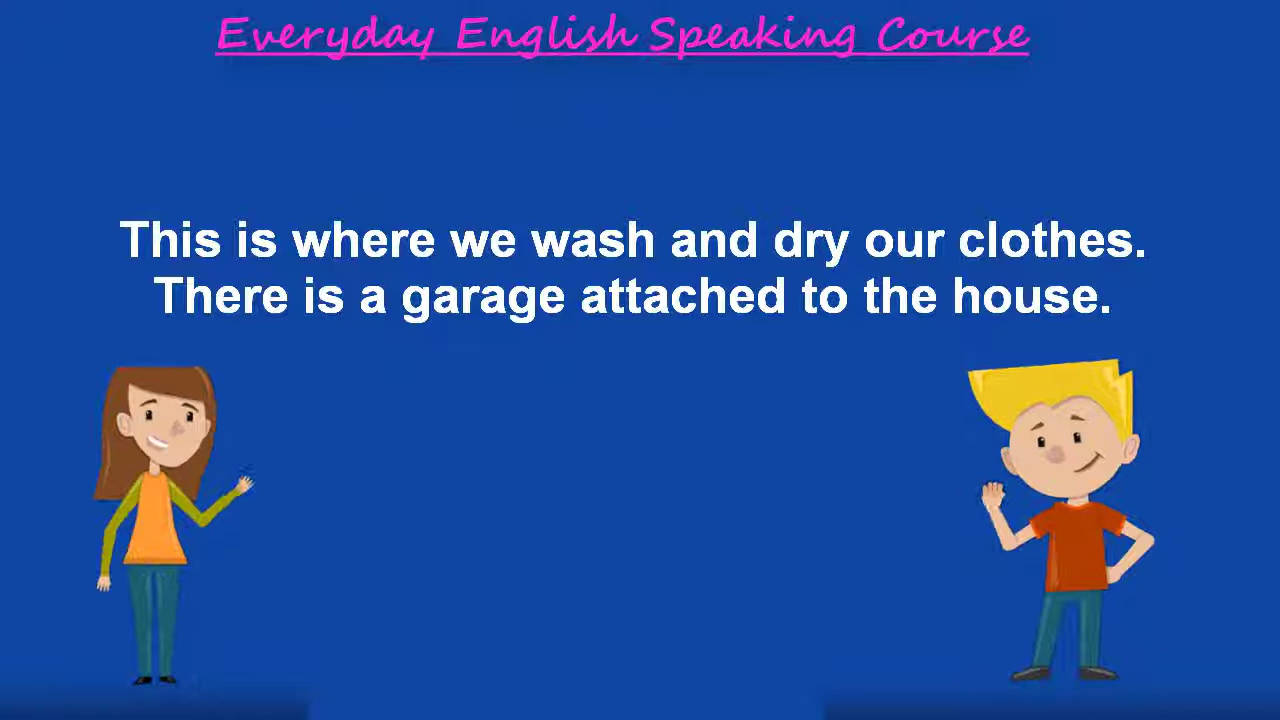 Everyday English Speaking Course
This is where we wash and dry our clothes.
There is a garage attached to the house.